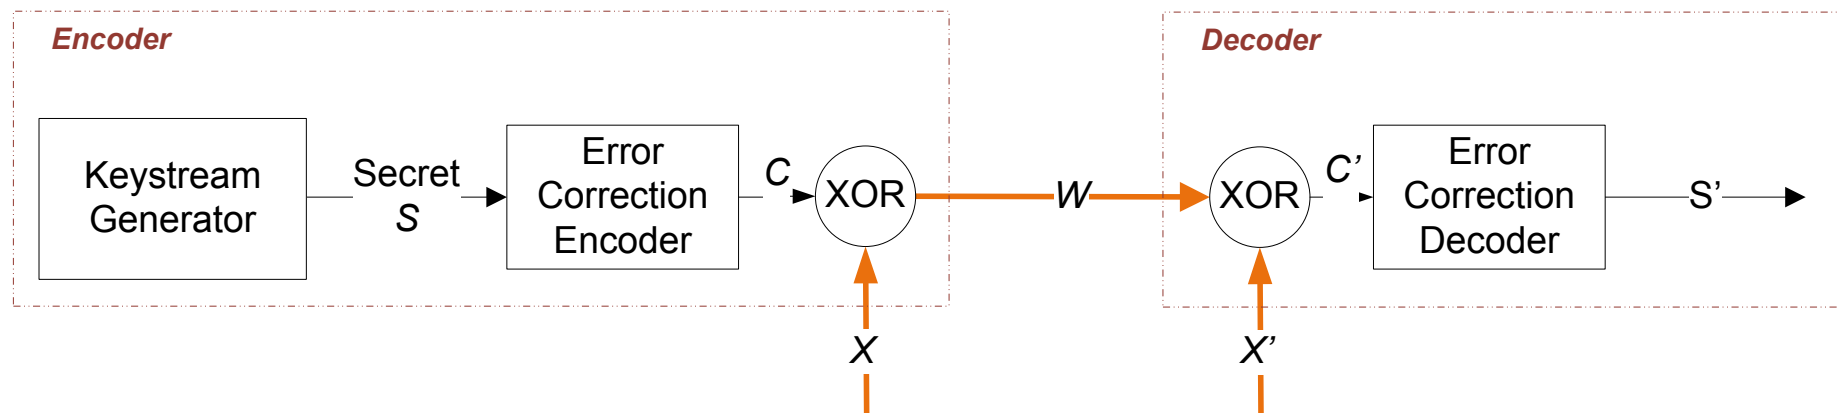 Encoder
Keystream
Generator
Secret
S
Error
Correction
Encoder
C
XOR
X
W
Decoder
XOR
X’
C’
Error
Correction
Decoder
S’